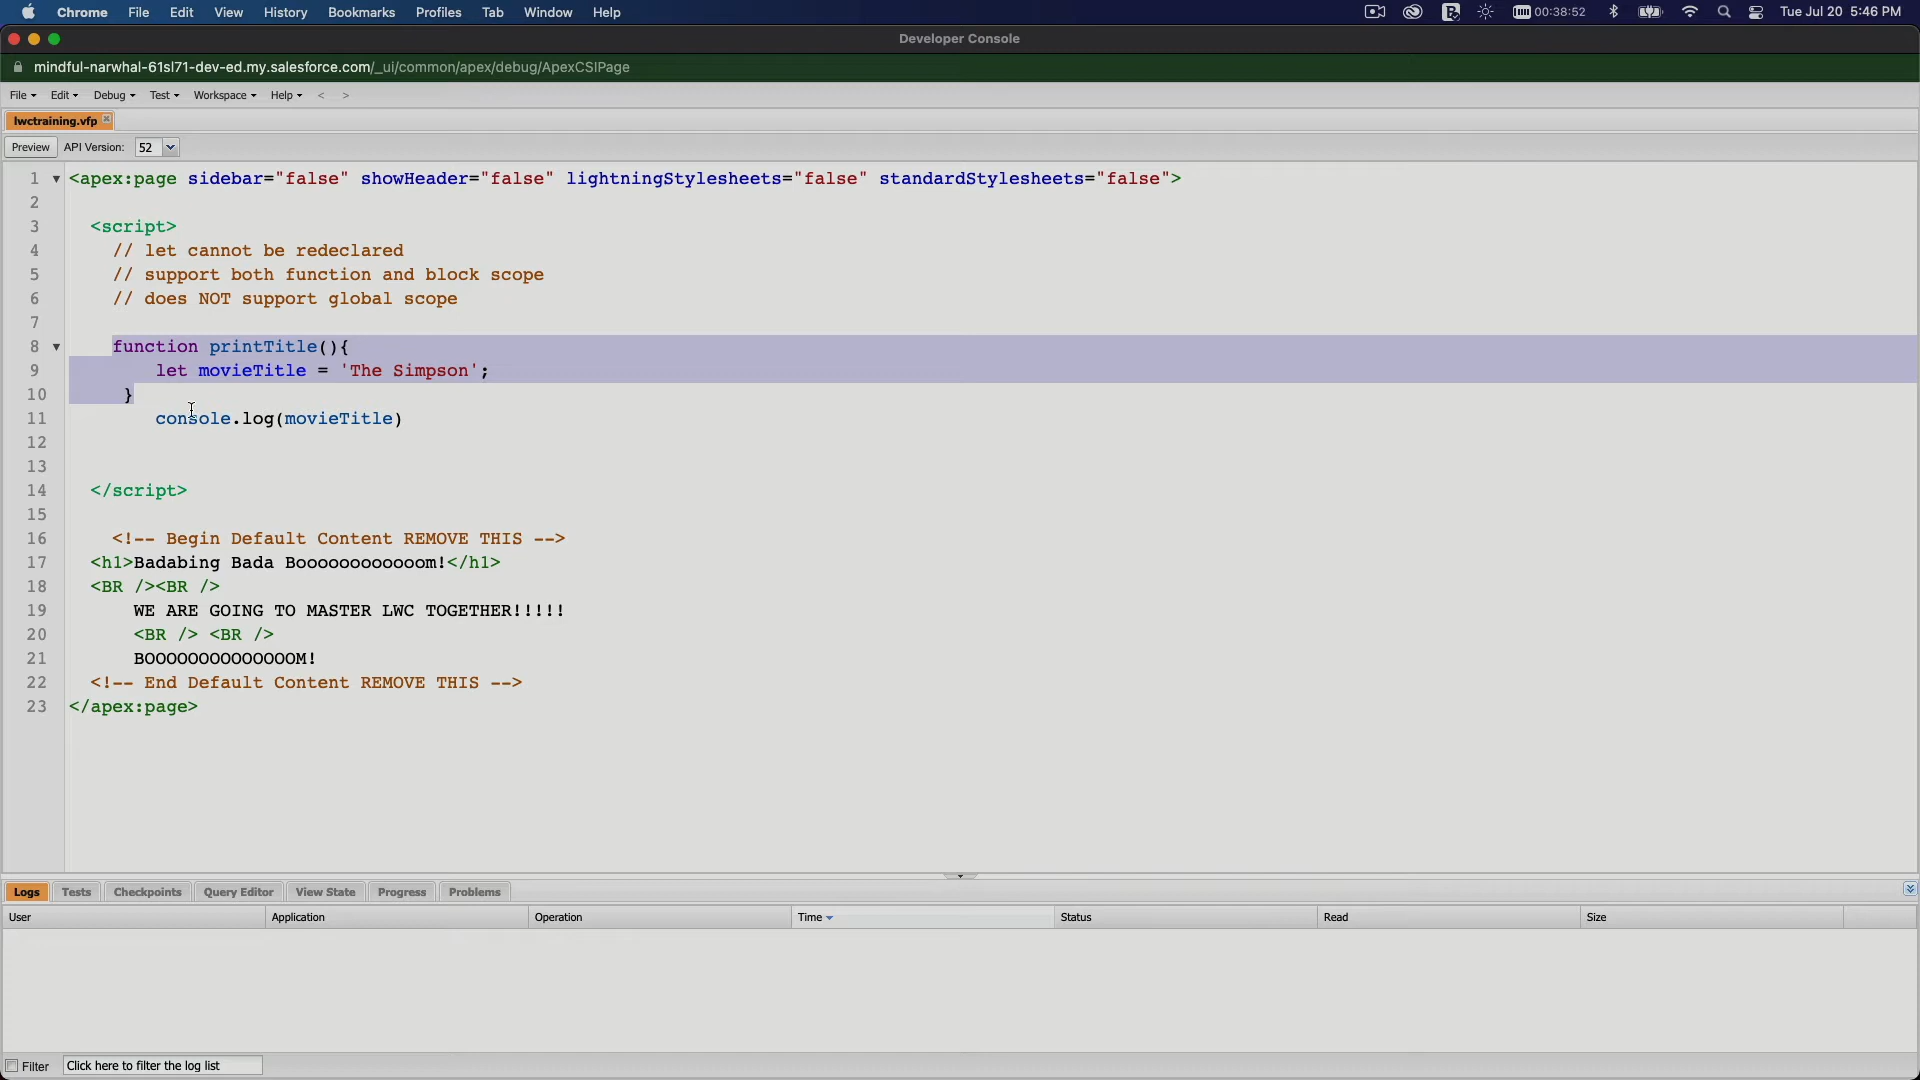 Chrome File Edit View History Bookmarks Profiles Tab Window Help 00:38:52 Tue Jul 20 5:46 PM
Developer Console
mindful-narwhal-61sl71-dev-ed.my.salesforce.com/_ui/common/apex/debug/ApexCSIPage
File Edit Debug Test Workspace Help < >
lwctraining.vfp
Preview API Version: 52
1 <apex:page sidebar="false" showHeader="false" lightningStylesheets="false" standardStylesheets="false">
2
3 <script>
4 // let cannot be redeclared
5 // support both function and block scope
6 // does NOT support global scope
7
8 function printTitle(){
9 let movieTitle = 'The Simpson';
10 }
11 console.log(movieTitle)
12
13
14 </script>
15
16 <!-- Begin Default Content REMOVE THIS -->
17 <h1>Badabing Bada Boooooooooooom!</h1>
18 <BR /><BR />
19 WE ARE GOING TO MASTER LWC TOGETHER!!!!!
20 <BR /> <BR />
21 BOOOOOOOOOOOOOOM!
22 <!-- End Default Content REMOVE THIS -->
23 </apex:page>
Logs Tests Checkpoints Query Editor View State Progress Problems
User Application Operation Time Status Read Size
Filter Click here to filter the log list